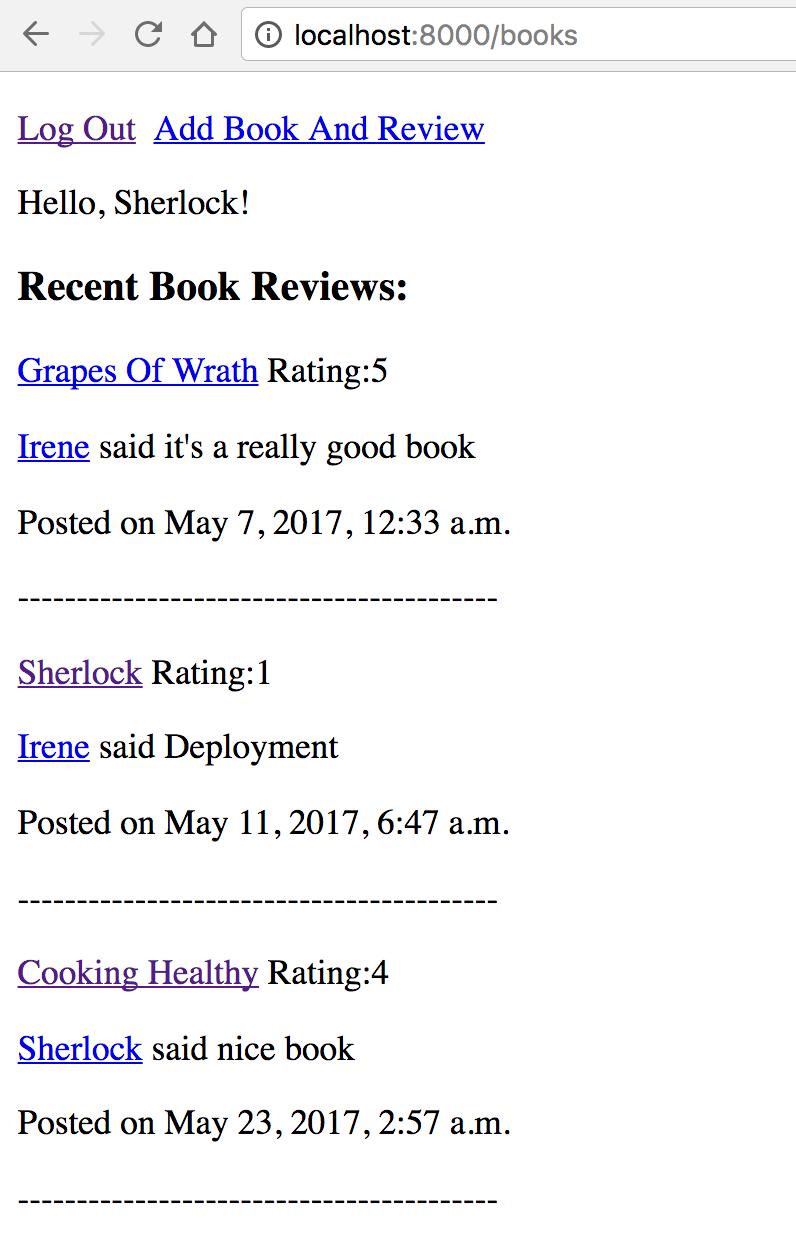 localhost:8000/books
Log Out Add Book And Review
Hello, Sherlock!
Recent Book Reviews:
Grapes Of Wrath Rating:5
Irene said it's a really good book
Posted on May 7, 2017, 12:33 a.m.
-----------------------------------------
Sherlock Rating:1
Irene said Deployment
Posted on May 11, 2017, 6:47 a.m.
-----------------------------------------
Cooking Healthy Rating:4
Sherlock said nice book
Posted on May 23, 2017, 2:57 a.m.
-----------------------------------------